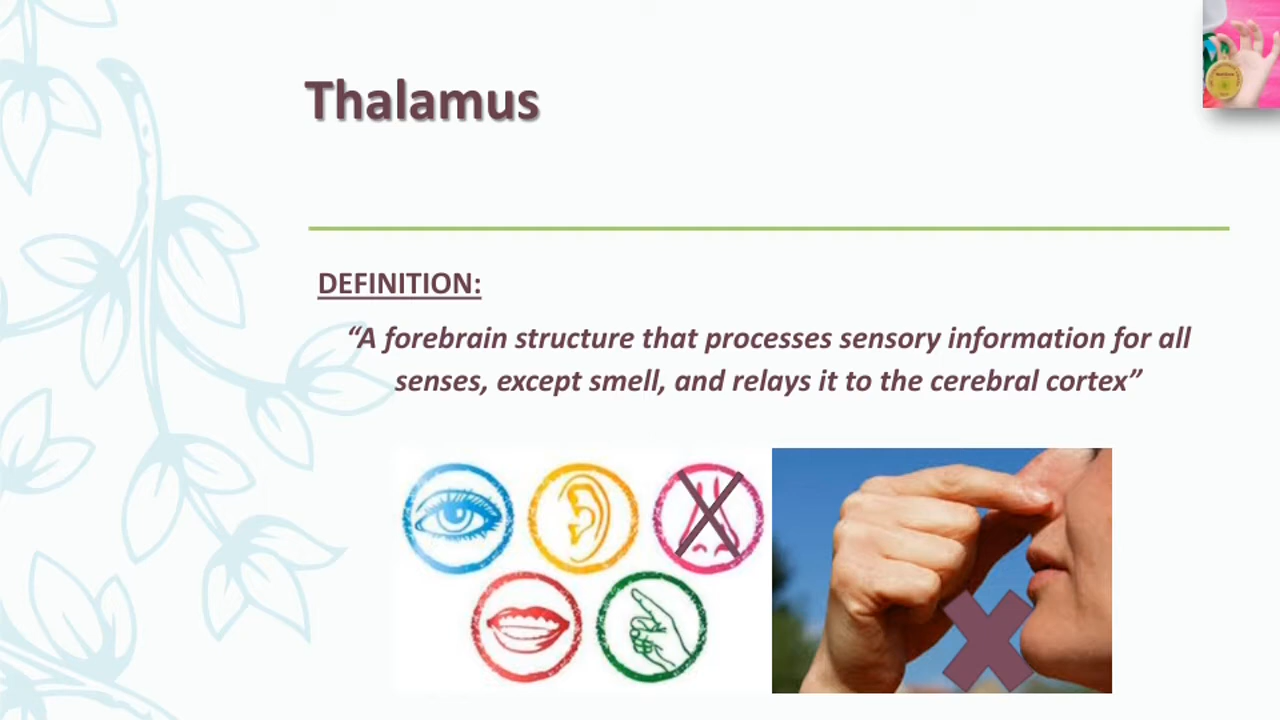 Thalamus
DEFINITION:
“A forebrain structure that processes sensory information for all
senses, except smell, and relays it to the cerebral cortex”